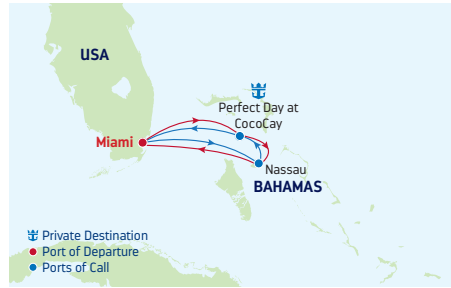 USA
Perfect Day at
CocoCay
Miami
Nassau
BAHAMAS
Private Destination
Port of Departure
Ports of Call